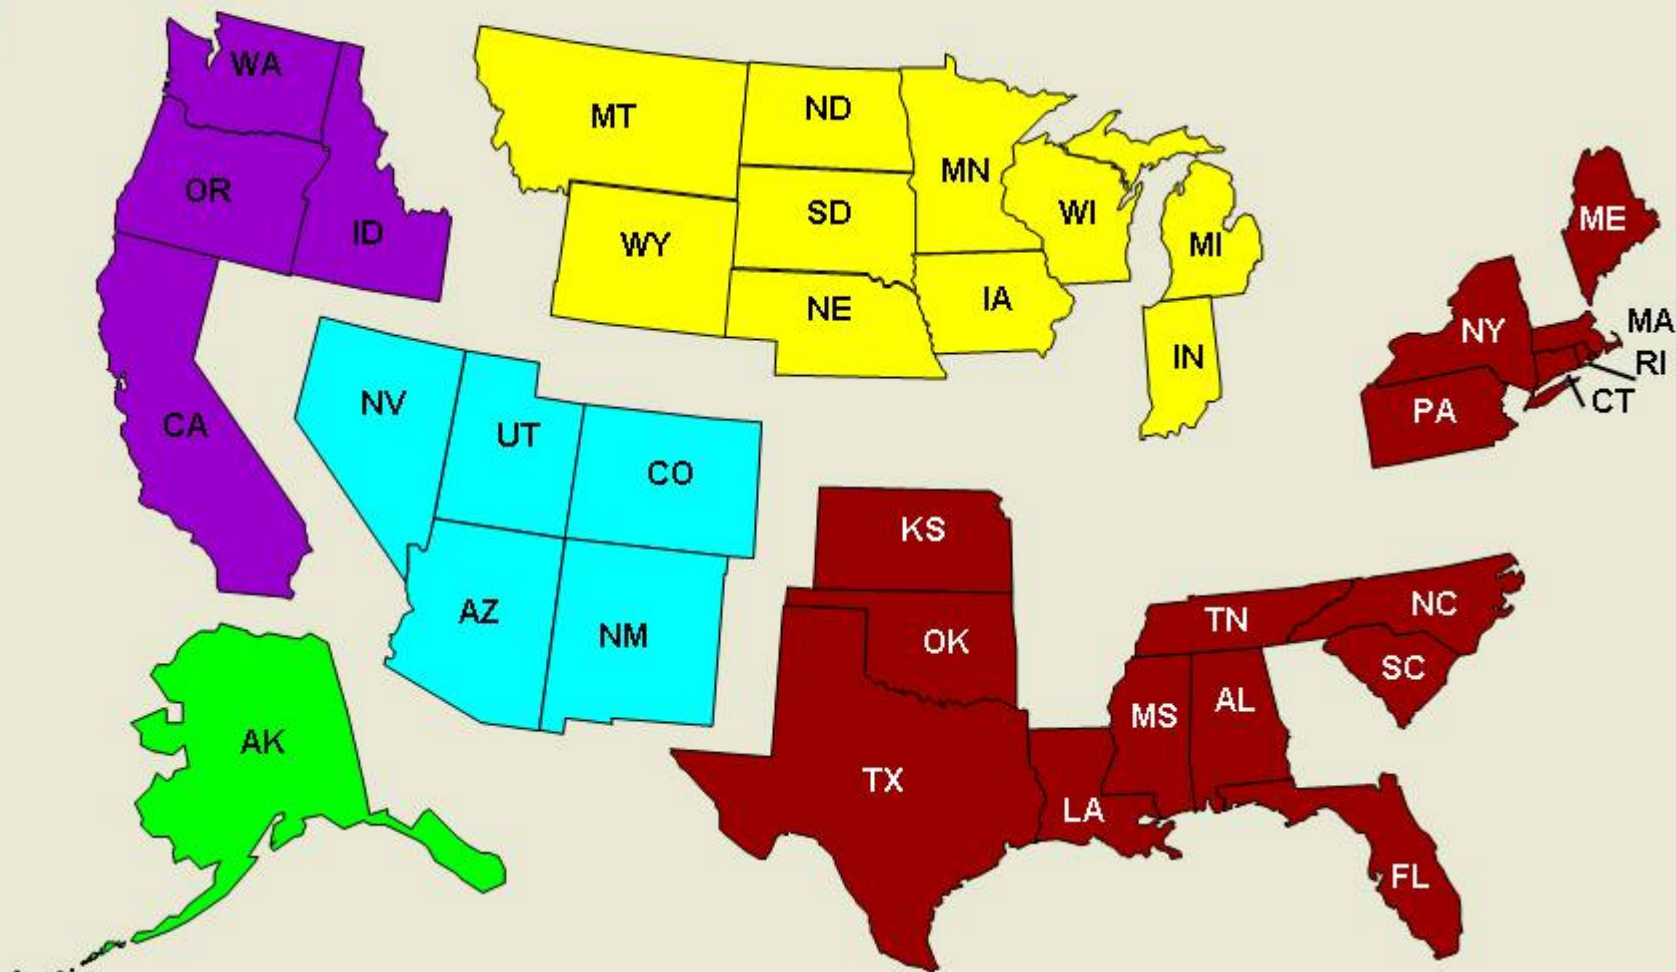 WA
OR
ID
CA
MT
ND
MN
WI
MI
WY
SD
NE
IA
IN
ME
NY
MA
RI
CT
PA
NV
UT
CO
AZ
NM
AK
KS
OK
TX
LA
TN
NC
SC
MS
AL
FL